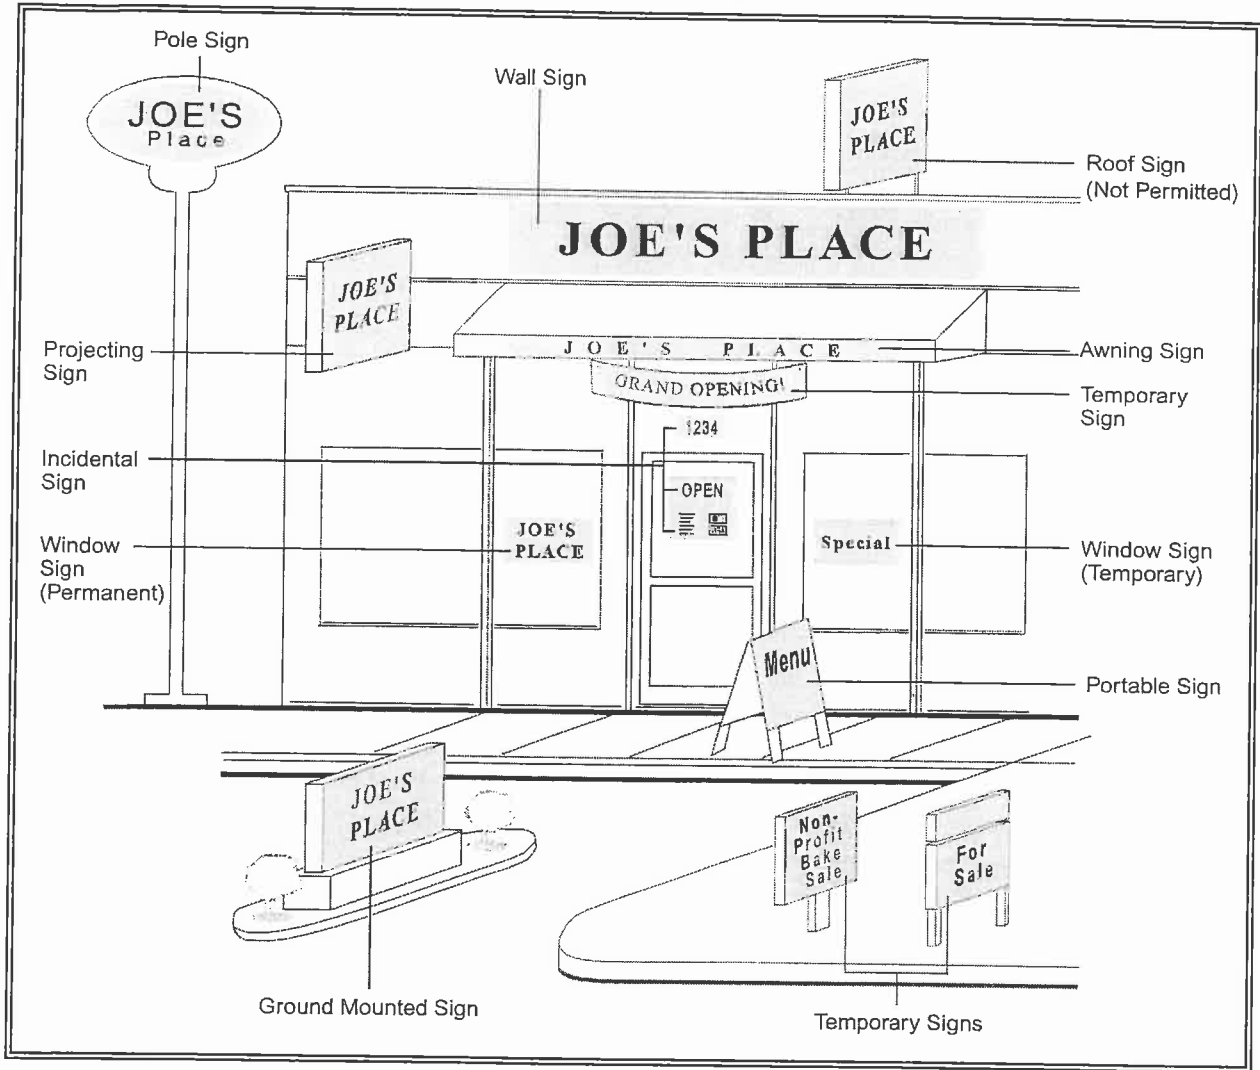 Pole Sign
JOE'S
Place
Wall Sign
JOE'S
PLACE
Roof Sign
(Not Permitted)
JOE'S PLACE
JOE'S
PLACE
Projecting
Sign
JOE'S PLACE
Awning Sign
GRAND OPENING!
Temporary
Sign
1234
Incidental
Sign
OPEN
Window
Sign
(Permanent)
JOE'S
PLACE
Special
Window Sign
(Temporary)
Menu
Portable Sign
JOE'S
PLACE
Non-
Profit
Bake
Sale
For
Sale
Ground Mounted Sign
Temporary Signs